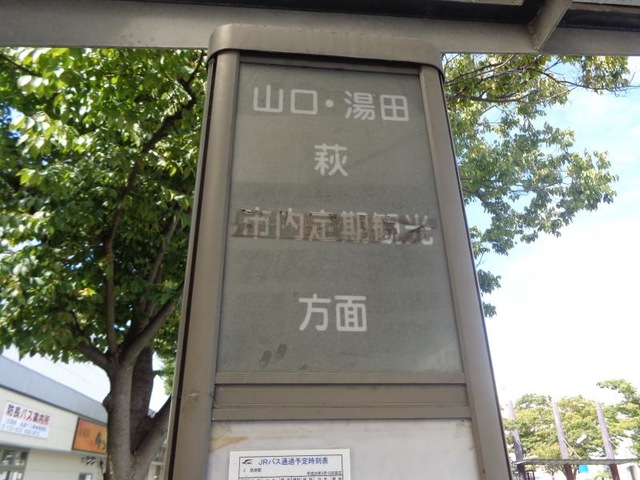 山口・湯田
萩
市内定期観光
方面
防長バス案内所
JRバス通過予定時刻表